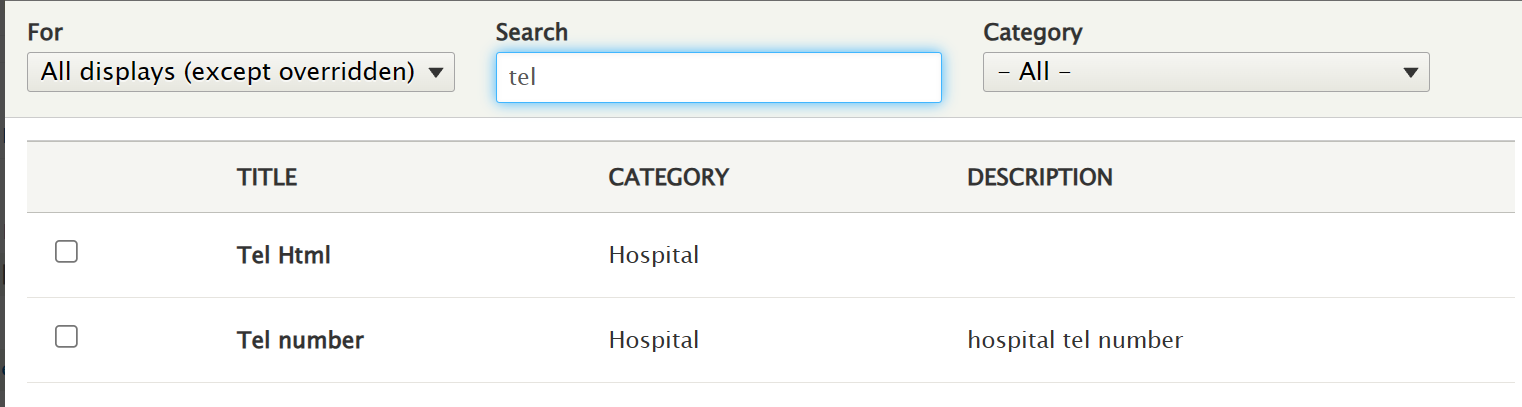 For Search Category
All displays (except overridden) tel – All –
TITLE CATEGORY DESCRIPTION
Tel Html Hospital
Tel number Hospital hospital tel number